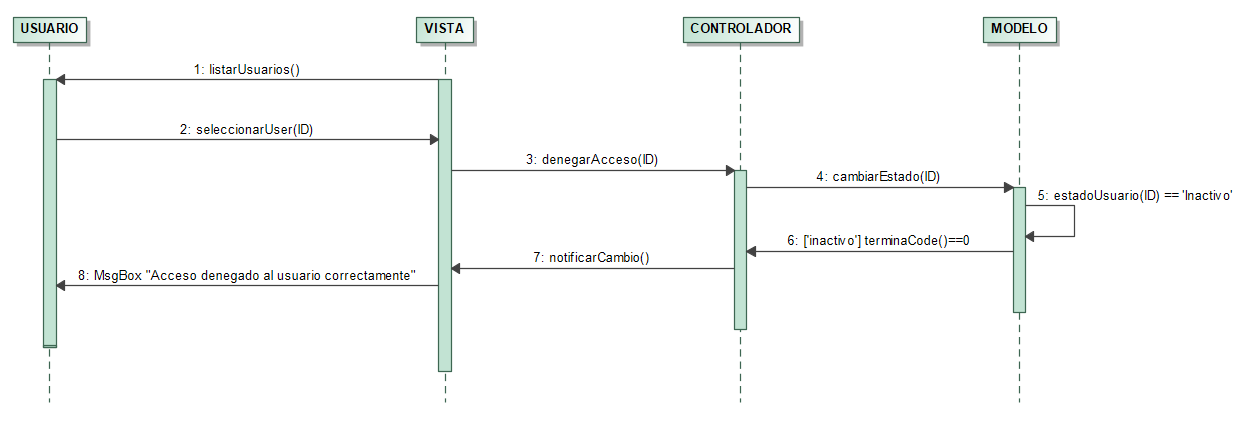 USUARIO
VISTA
CONTROLADOR
MODELO
1: listarUsuarios()
2: seleccionarUser(ID)
3: denegarAcceso(ID)
4: cambiarEstado(ID)
5: estadoUsuario(ID) == 'Inactivo'
6: ['inactivo'] terminaCode()==0
7: notificarCambio()
8: MsgBox "Acceso denegado al usuario correctamente"